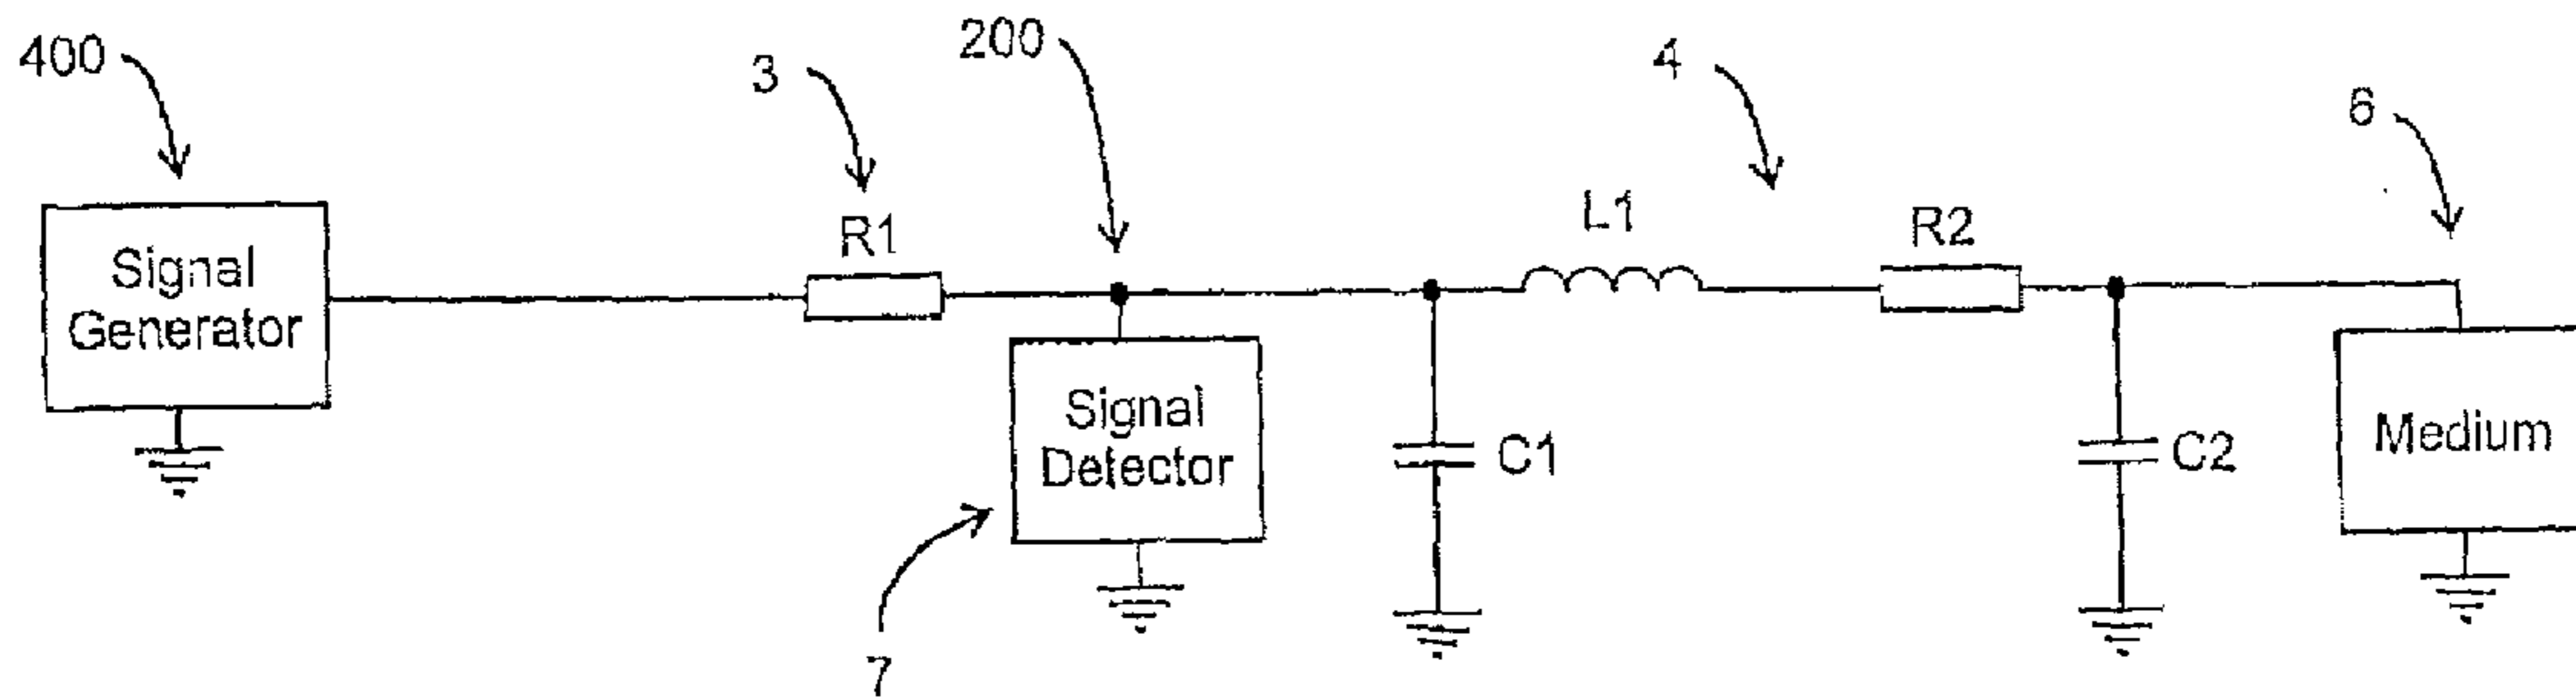 400
3
200
4
6
R1
L1
R2
Signal
Generator
Signal
Detector
C1
C2
Medium
7